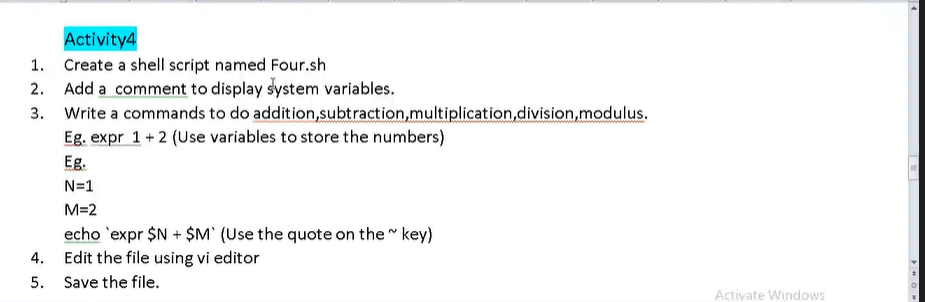 Activity4
1. Create a shell script named Four.sh
2. Add a comment to display system variables.
3. Write a commands to do addition,subtraction,multiplication,division,modulus.
Eg. expr 1 + 2 (Use variables to store the numbers)
Eg.
N=1
M=2
echo `expr $N + $M` (Use the quote on the ~ key)
4. Edit the file using vi editor
5. Save the file.
Activate Windows